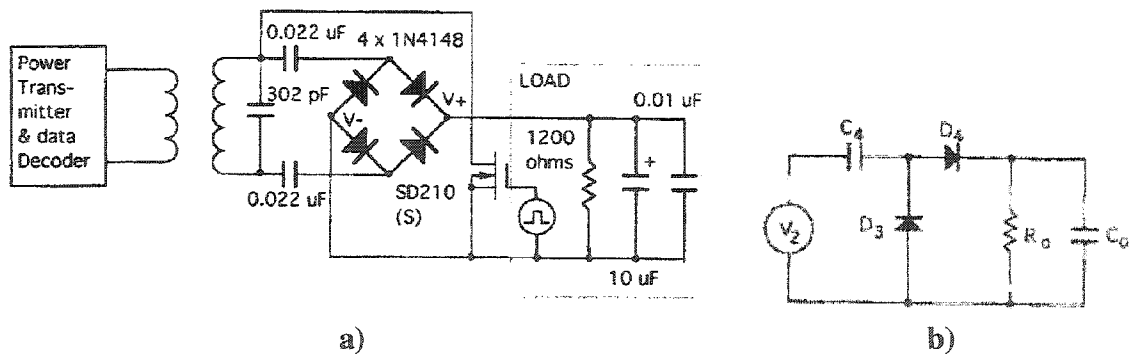 0.022 uF
4 x 1N4148
Power
Trans-
mitter
& data
Decoder
302 pF
V-
V+
LOAD
0.01 uF
1200
ohms
+
0.022 uF
SD210
(S)
10 uF
a)
C4
D4
V2
D3
Ro
Co
b)